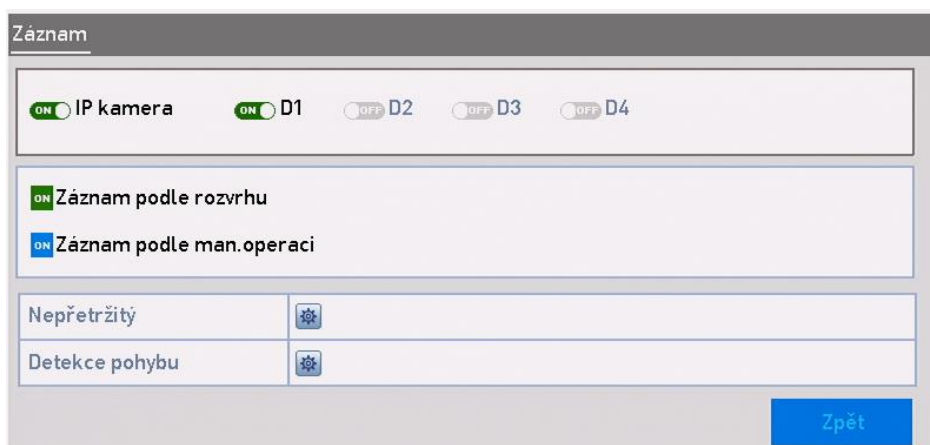 Záznam
ON IP kamera ON D1 OFF D2 OFF D3 OFF D4
ON Záznam podle rozvrhu
ON Záznam podle man.operaci
Nepřetržitý
Detekce pohybu
Zpět